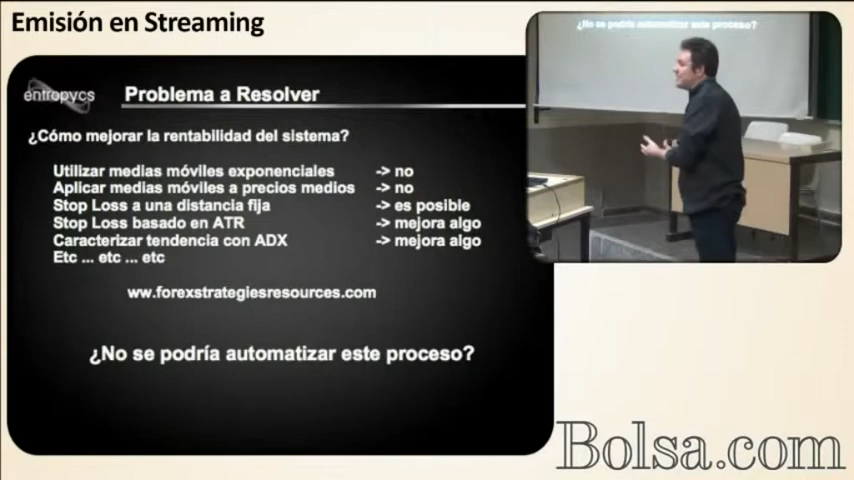 Emisión en Streaming
entropycs
Problema a Resolver
¿Cómo mejorar la rentabilidad del sistema?
Utilizar medias móviles exponenciales -> no
Aplicar medias móviles a precios medios -> no
Stop Loss a una distancia fija -> es posible
Stop Loss basado en ATR -> mejora algo
Caracterizar tendencia con ADX -> mejora algo
Etc ... etc ... etc
ww.forexstrategiesresources.com
¿No se podría automatizar este proceso?
¿No se podría automatizar este proceso?
Bolsa.com